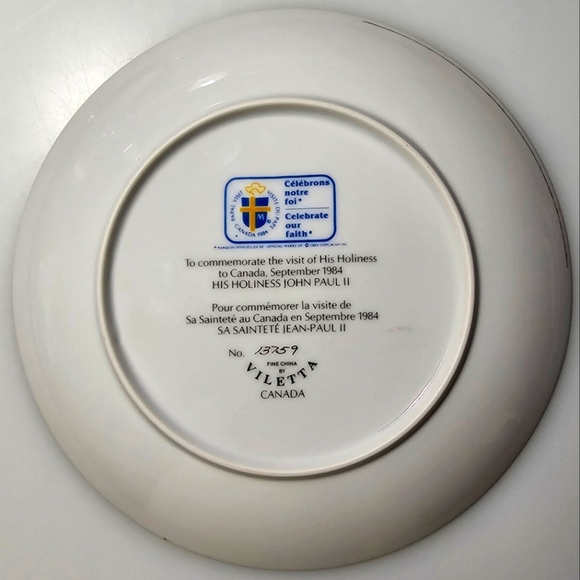 PAPAL VISIT VISITE DU PAPE
CANADA 1984
Célébrons
notre
foi*
Celebrate
our
faith*
To commemorate the visit of His Holiness
to Canada, September 1984
HIS HOLINESS JOHN PAUL II
Pour commémorer la visite de
Sa Sainteté au Canada en Septembre 1984
SA SAINTETÉ JEAN-PAUL II
No. 13759
FINE CHINA
BY
VILETTA
CANADA